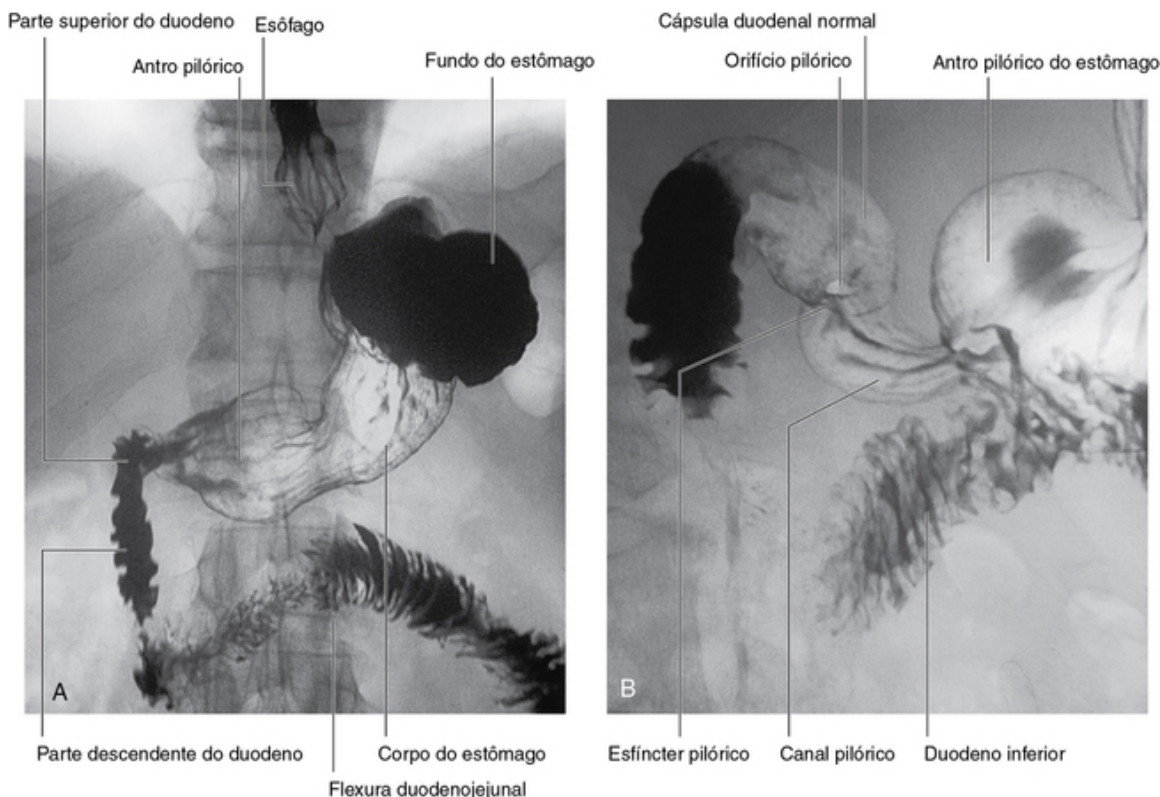 Parte superior do duodeno
Esôfago
Antro pilórico
Fundo do estômago
A
Parte descendente do duodeno
Corpo do estômago
Flexura duodenojejunal
Cápsula duodenal normal
Orifício pilórico
Antro pilórico do estômago
B
Esfíncter pilórico
Canal pilórico
Duodeno inferior